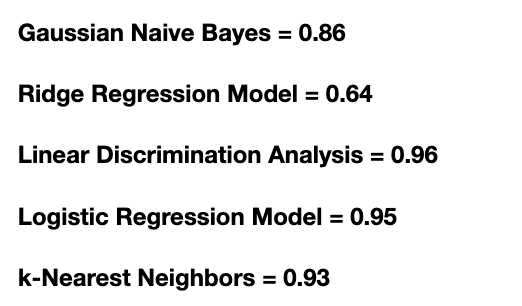 Gaussian Naive Bayes = 0.86
Ridge Regression Model = 0.64
Linear Discrimination Analysis = 0.96
Logistic Regression Model = 0.95
k-Nearest Neighbors = 0.93